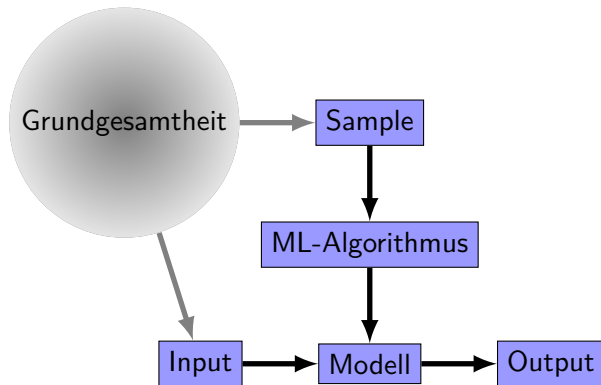 Grundgesamtheit
Sample
ML-Algorithmus
Input
Modell
Output